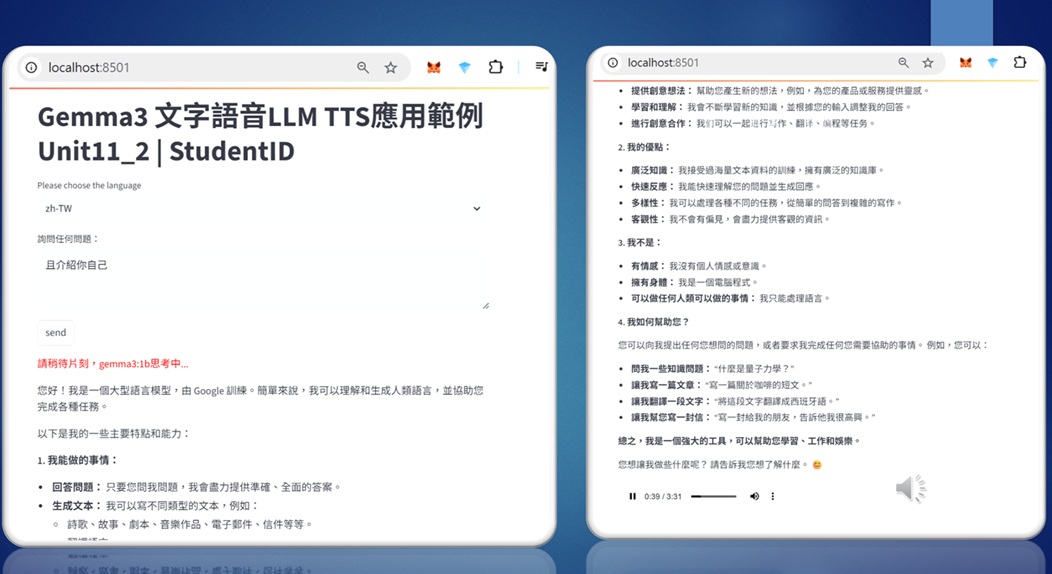 localhost:8501
Gemma3 文字語音LLM TTS應用範例
Unit11_2 | StudentID
Please choose the language
zh-TW
詢問任何問題：
且介紹你自己
send
請稍待片刻，gemma3:1b思考中...
您好！我是一個大型語言模型，由 Google 訓練。簡單來說，我可以理解和生成人類語言，並協助您
完成各種任務。
以下是我的一些主要特點和能力：
1. 我能做的事情：
• 回答問題： 只要您問我問題，我會盡力提供準確、全面的答案。
• 生成文本： 我可以寫不同類型的文本，例如：
○ 詩歌、故事、劇本、音樂作品、電子郵件、信件等等。
localhost:8501
• 提供創意想法： 幫助您產生新的想法，例如，為您的產品或服務提供靈感。
• 學習和理解： 我會不斷學習新的知識，並根據您的輸入調整我的回答。
• 進行創意合作： 我们可以一起进行写作、翻译、编程等任务。
2. 我的優點：
• 廣泛知識： 我接受過海量文本資料的訓練，擁有廣泛的知識庫。
• 快速反應： 我能快速理解您的問題並生成回應。
• 多樣性： 我可以處理各種不同的任務，從簡單的問答到複雜的寫作。
• 客觀性： 我不會有偏見，會盡力提供客觀的資訊。
3. 我不是：
• 有情感： 我沒有個人情感或意識。
• 擁有身體： 我是一個電腦程式。
• 可以做任何人類可以做的事情： 我只能處理語言。
4. 我如何幫助您？
您可以向我提出任何您想問的問題，或者要求我完成任何您需要協助的事情。 例如，您可以：
• 問我一些知識問題： “什麼是量子力學？”
• 讓我寫一篇文章： “寫一篇關於咖啡的短文。”
• 讓我翻譯一段文字： “將這段文字翻譯成西班牙語。”
• 讓我幫您寫一封信： “寫一封給我的朋友，告訴他我很高興。”
總之，我是一個強大的工具，可以幫助您學習、工作和娛樂。
您想讓我做些什麼呢？ 請告訴我您想了解什麼。 😊
0:39 / 3:31